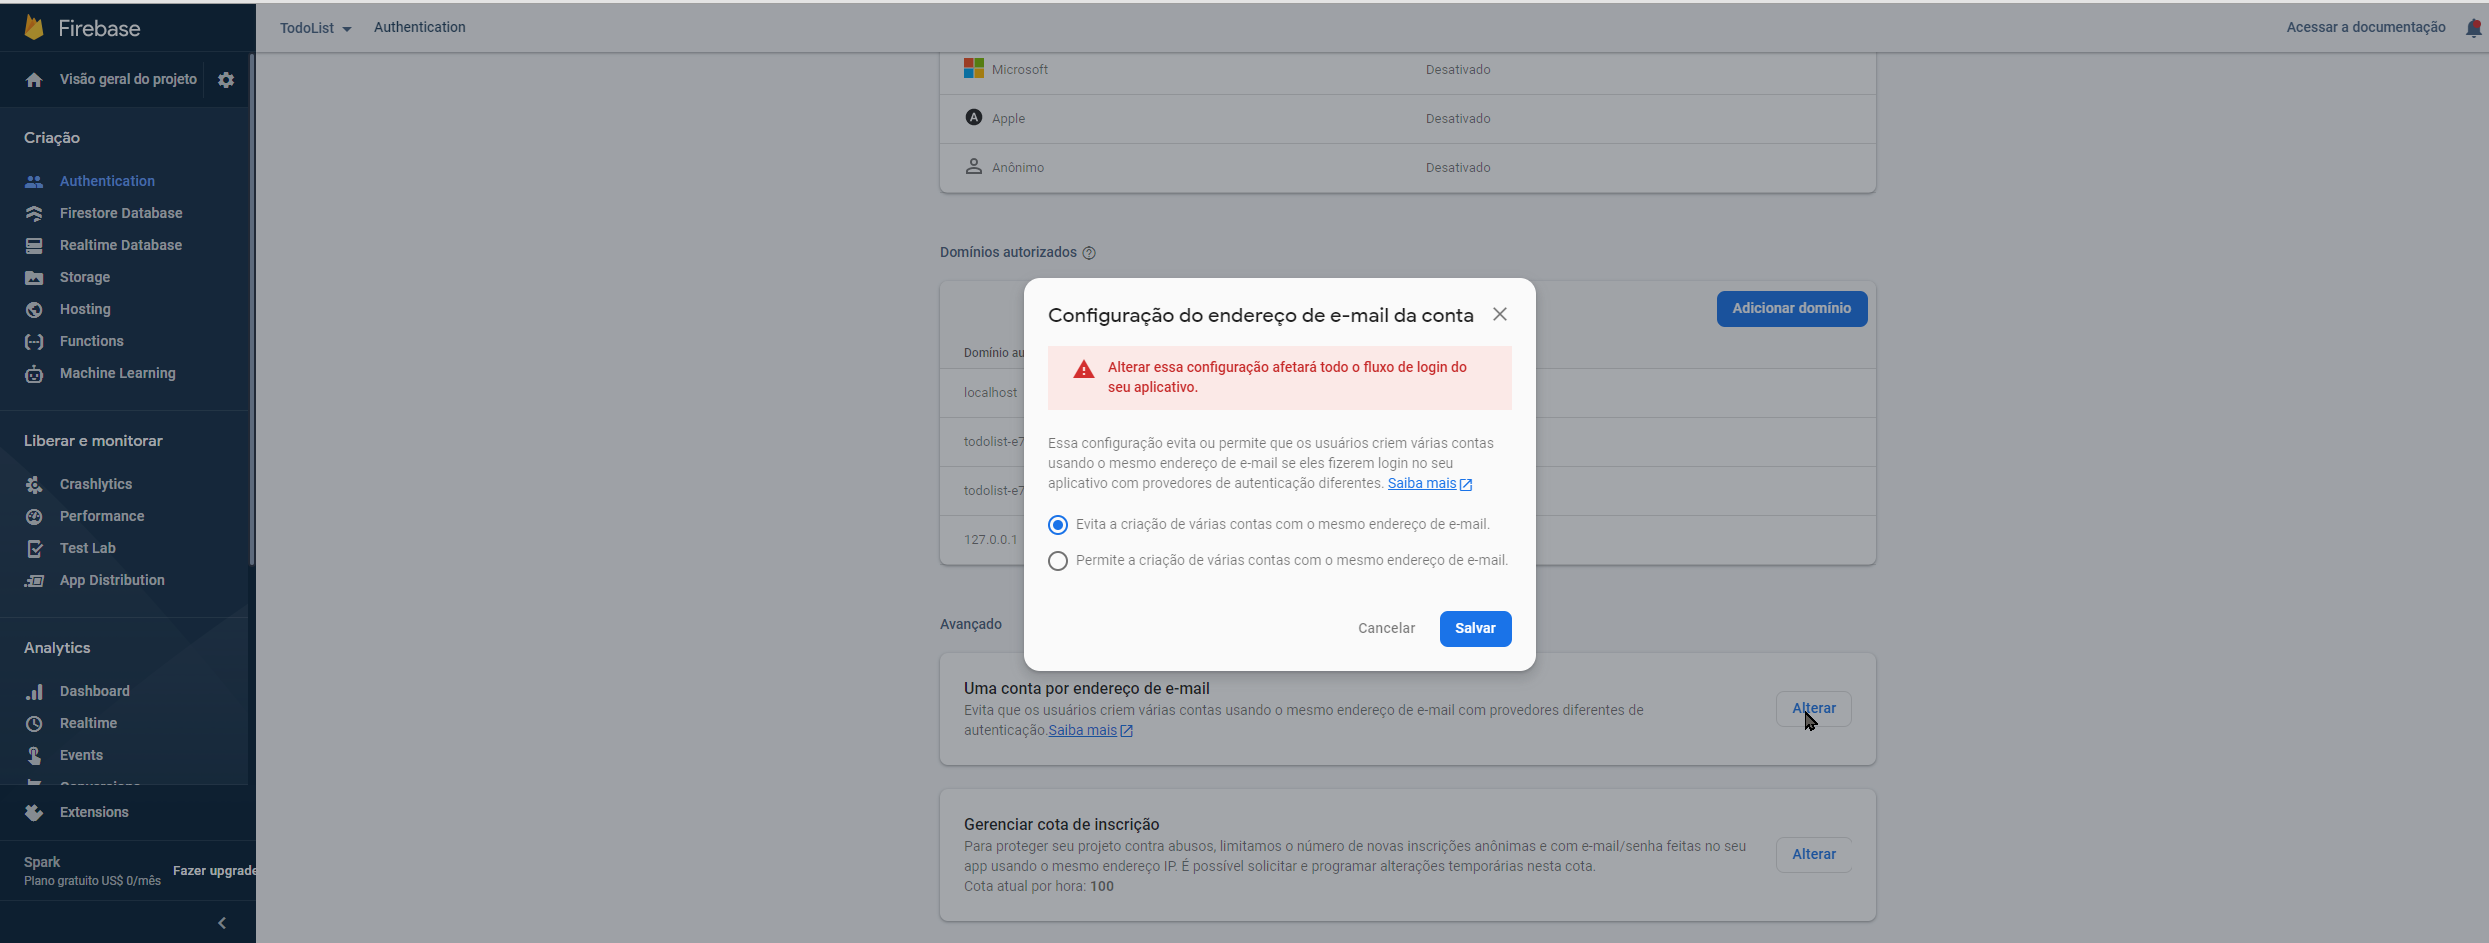 Firebase
TodoList
Authentication
Acessar a documentação
Visão geral do projeto
Criação
Authentication
Firestore Database
Realtime Database
Storage
Hosting
Functions
Machine Learning
Liberar e monitorar
Crashlytics
Performance
Test Lab
App Distribution
Analytics
Dashboard
Realtime
Events
Extensions
Spark
Plano gratuito US$ 0/mês
Fazer upgrade
Microsoft
Desativado
Apple
Desativado
Anônimo
Desativado
Domínios autorizados
Adicionar domínio
Domínio au
localhost
todolist-e7
todolist-e7
127.0.0.1
Configuração do endereço de e-mail da conta
Alterar essa configuração afetará todo o fluxo de login do
seu aplicativo.
Essa configuração evita ou permite que os usuários criem várias contas
usando o mesmo endereço de e-mail se eles fizerem login no seu
aplicativo com provedores de autenticação diferentes. Saiba mais
Evita a criação de várias contas com o mesmo endereço de e-mail.
Permite a criação de várias contas com o mesmo endereço de e-mail.
Cancelar
Salvar
Avançado
Uma conta por endereço de e-mail
Evita que os usuários criem várias contas usando o mesmo endereço de e-mail com provedores diferentes de
autenticação.Saiba mais
Alterar
Gerenciar cota de inscrição
Para proteger seu projeto contra abusos, limitamos o número de novas inscrições anônimas e com e-mail/senha feitas no seu
app usando o mesmo endereço IP. É possível solicitar e programar alterações temporárias nesta cota.
Cota atual por hora: 100
Alterar